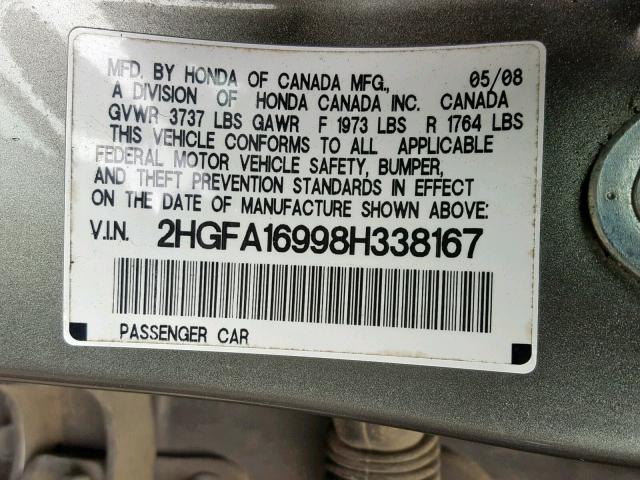 MFD. BY HONDA OF CANADA MFG., 05/08
A DIVISION OF HONDA CANADA INC. CANADA
GVWR 3737 LBS GAWR F 1973 LBS R 1764 LBS
THIS VEHICLE CONFORMS TO ALL APPLICABLE
FEDERAL MOTOR VEHICLE SAFETY, BUMPER,
AND THEFT PREVENTION STANDARDS IN EFFECT
ON THE DATE OF MANUFACTURE SHOWN ABOVE:
V.I.N. 2HGFA16998H338167
PASSENGER CAR